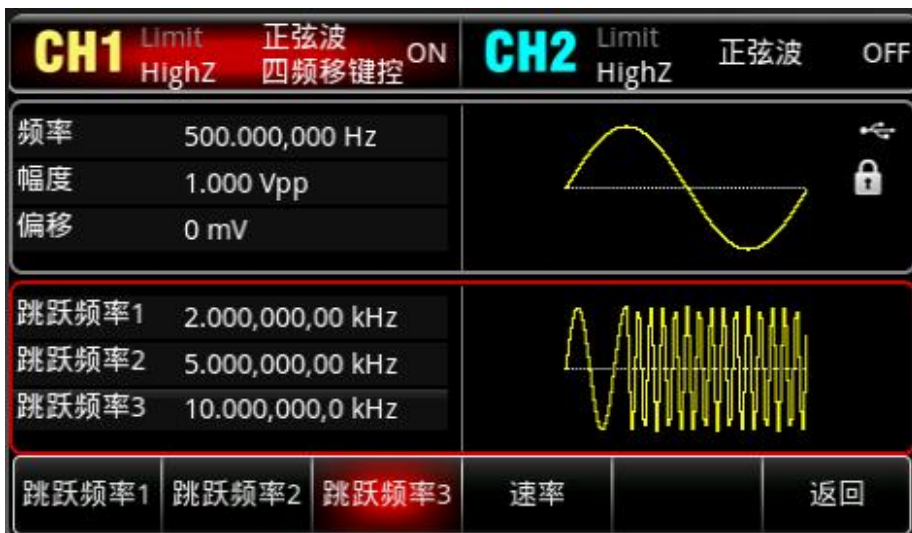 CH1 Limit 正弦波 ON CH2 Limit 正弦波 OFF
HighZ 四频移键控 HighZ
频率 500.000,000 Hz
幅度 1.000 Vpp
偏移 0 mV
跳跃频率1 2.000,000,00 kHz
跳跃频率2 5.000,000,00 kHz
跳跃频率3 10.000,000,0 kHz
跳跃频率1 跳跃频率2 跳跃频率3 速率 返回